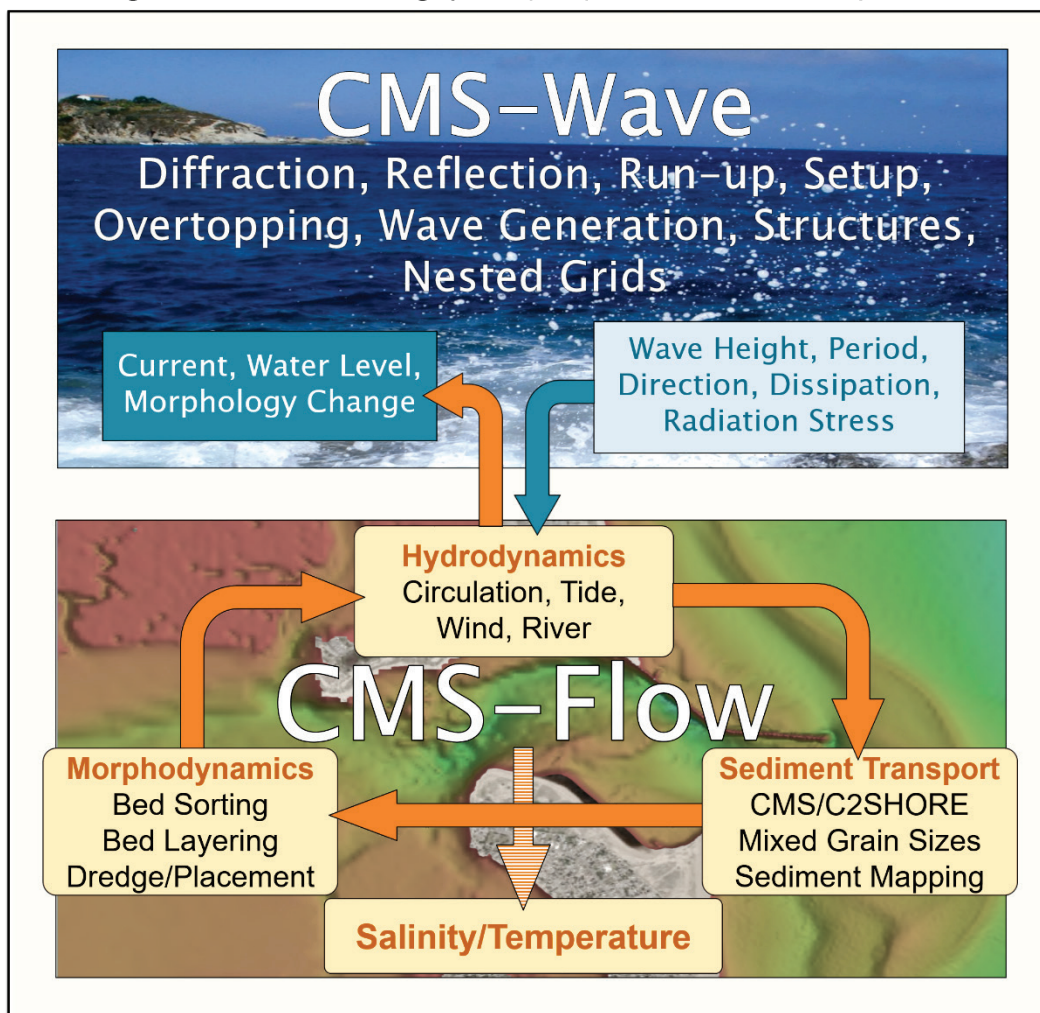 CMS-Wave
Diffraction, Reflection, Run-up, Setup,
Overtopping, Wave Generation, Structures,
Nested Grids
Current, Water Level,
Morphology Change
Wave Height, Period,
Direction, Dissipation,
Radiation Stress
Hydrodynamics
Circulation, Tide,
Wind, River
CMS-Flow
Morphodynamics
Bed Sorting
Bed Layering
Dredge/Placement
Sediment Transport
CMS/C2SHORE
Mixed Grain Sizes
Sediment Mapping
Salinity/Temperature